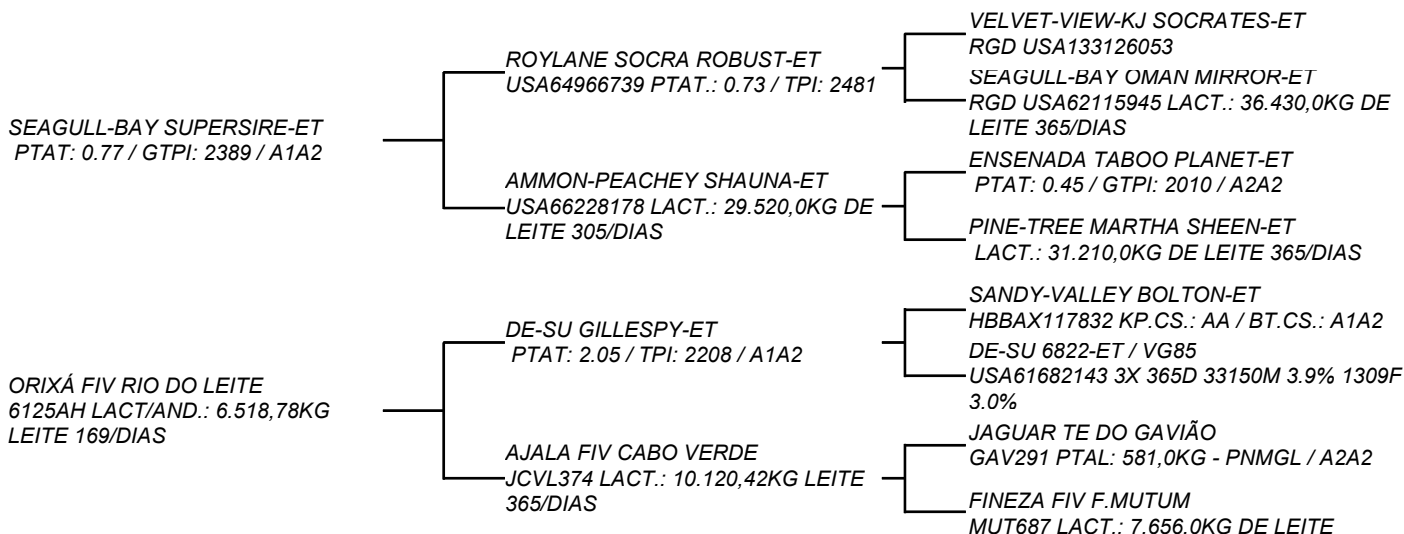 SEAGULL-BAY SUPERSIRE-ET
PTAT: 0.77 / GTPI: 2389 / A1A2
ORIXÁ FIV RIO DO LEITE
6125AH LACT/AND.: 6.518,78KG
LEITE 169/DIAS
ROYLANE SOCRA ROBUST-ET
USA64966739 PTAT.: 0.73 / TPI: 2481
AMMON-PEACHEY SHAUNA-ET
USA66228178 LACT.: 29.520,0KG DE
LEITE 305/DIAS
DE-SU GILLESPY-ET
PTAT: 2.05 / TPI: 2208 / A1A2
AJALA FIV CABO VERDE
JCVL374 LACT.: 10.120,42KG LEITE
365/DIAS
VELVET-VIEW-KJ SOCRATES-ET
RGD USA133126053
SEAGULL-BAY OMAN MIRROR-ET
RGD USA62115945 LACT.: 36.430,0KG DE
LEITE 365/DIAS
ENSENADA TABOO PLANET-ET
PTAT: 0.45 / GTPI: 2010 / A2A2
PINE-TREE MARTHA SHEEN-ET
LACT.: 31.210,0KG DE LEITE 365/DIAS
SANDY-VALLEY BOLTON-ET
HBBAX117832 KP.CS.: AA / BT.CS.: A1A2
DE-SU 6822-ET / VG85
USA61682143 3X 365D 33150M 3.9% 1309F
3.0%
JAGUAR TE DO GAVIÃO
GAV291 PTAL: 581,0KG - PNMGL / A2A2
FINEZA FIV F.MUTUM
MUT687 LACT.: 7.656,0KG DE LEITE